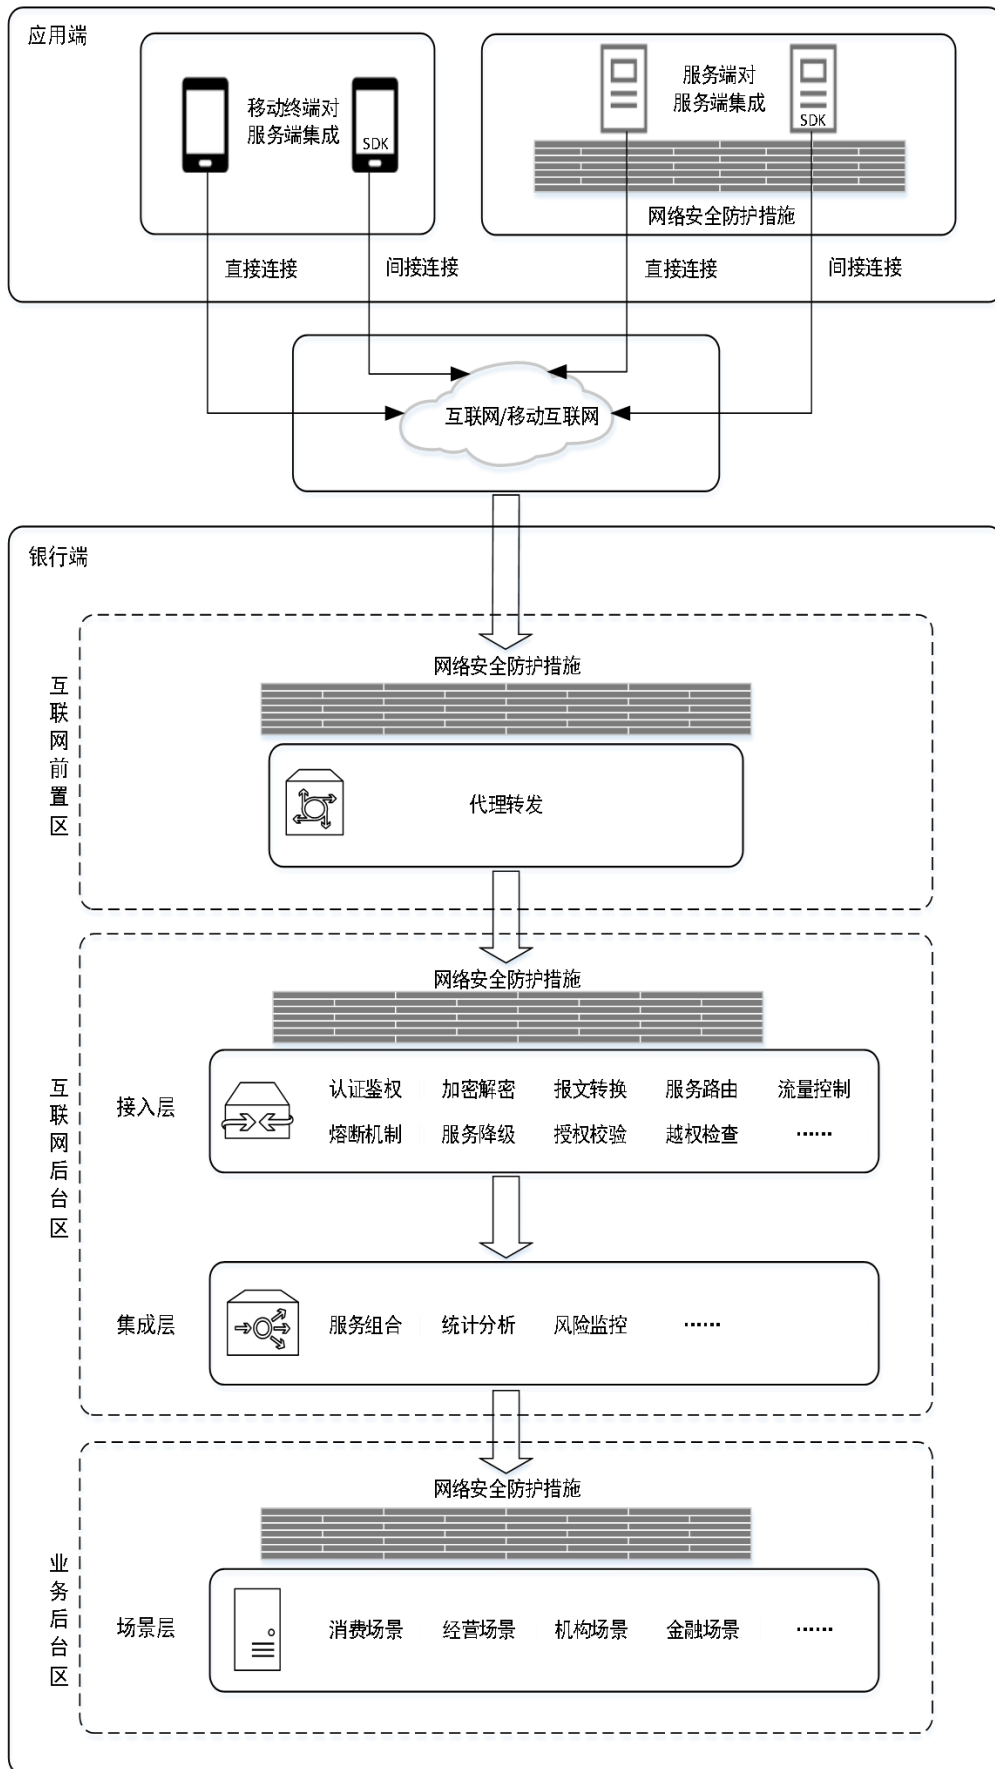 应用端
移动终端对
服务端集成
SDK
服务端对
服务端集成
SDK
网络安全防护措施
直接连接
间接连接
直接连接
间接连接
互联网/移动互联网
银行端
互联网前置区
网络安全防护措施
代理转发
互联网后台区
网络安全防护措施
接入层
认证鉴权 加密解密 报文转换 服务路由 流量控制
熔断机制 服务降级 授权校验 越权检查 ……
集成层
服务组合 统计分析 风险监控 ……
业务后台区
网络安全防护措施
场景层
消费场景 经营场景 机构场景 金融场景 ……